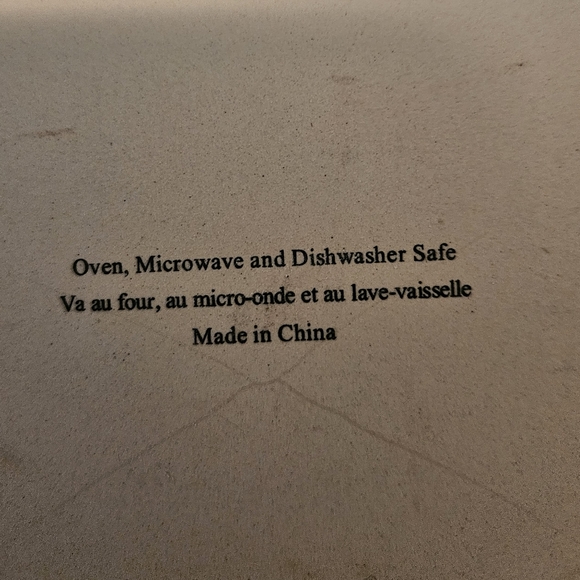 Oven, Microwave and Dishwasher Safe
Va au four, au micro-onde et au lave-vaisselle
Made in China